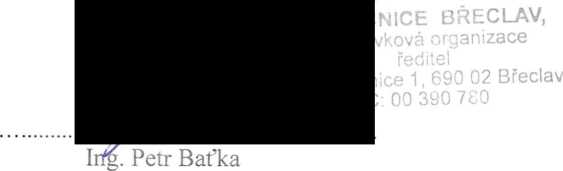 NICE BŘECLAV,
vková organizace
ředitel
ice 1, 690 02 Břeclav
: 00 390 780
Ing. Petr Baťka